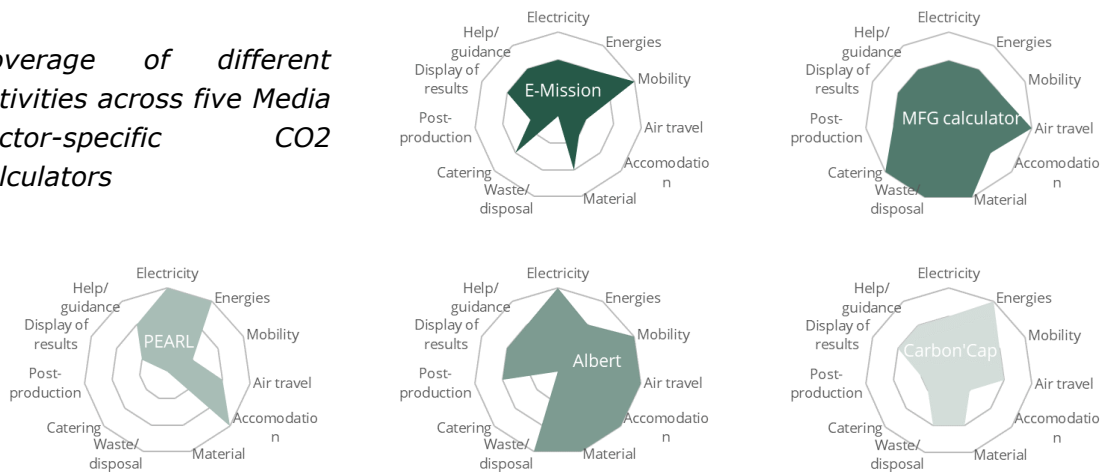 overage of different
tivities across five Media
ctor-specific CO2
lculators
Electricity
Energies
Mobility
Air travel
Accomodatio
n
Material
Waste/
disposal
Catering
Post-
production
Display of
results
Help/
guidance
E-Mission
Electricity
Energies
Mobility
Air travel
Accomodatio
n
Material
Waste/
disposal
Catering
Post-
production
Display of
results
Help/
guidance
MFG calculator
Electricity
Energies
Mobility
Air travel
Accomodatio
n
Material
Waste/
disposal
Catering
Post-
production
Display of
results
Help/
guidance
PEARL
Electricity
Energies
Mobility
Air travel
Accomodatio
n
Material
Waste/
disposal
Catering
Post-
production
Display of
results
Help/
guidance
Albert
Electricity
Energies
Mobility
Air travel
Accomodatio
n
Material
Waste/
disposal
Catering
Post-
production
Display of
results
Help/
guidance
Carbon'Cap